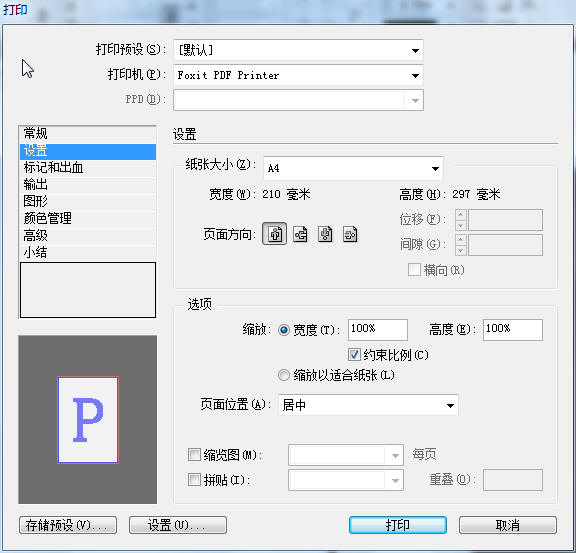 打印
打印预设(S): [默认]
打印机(P): Foxit PDF Printer
PPD(D):
常规
设置
标记和出血
输出
图形
颜色管理
高级
小结
P
设置
纸张大小(Z): A4
宽度(W): 210 毫米 高度(H): 297 毫米
页面方向: 位移(F):
间隙(G):
横向(R)
选项
缩放: 宽度(T): 100% 高度(E): 100%
约束比例(C)
缩放以适合纸张(L)
页面位置(A): 居中
缩览图(M): 每页
拼贴(I): 重叠(O):
存储预设(V)... 设置(U)... 打印 取消